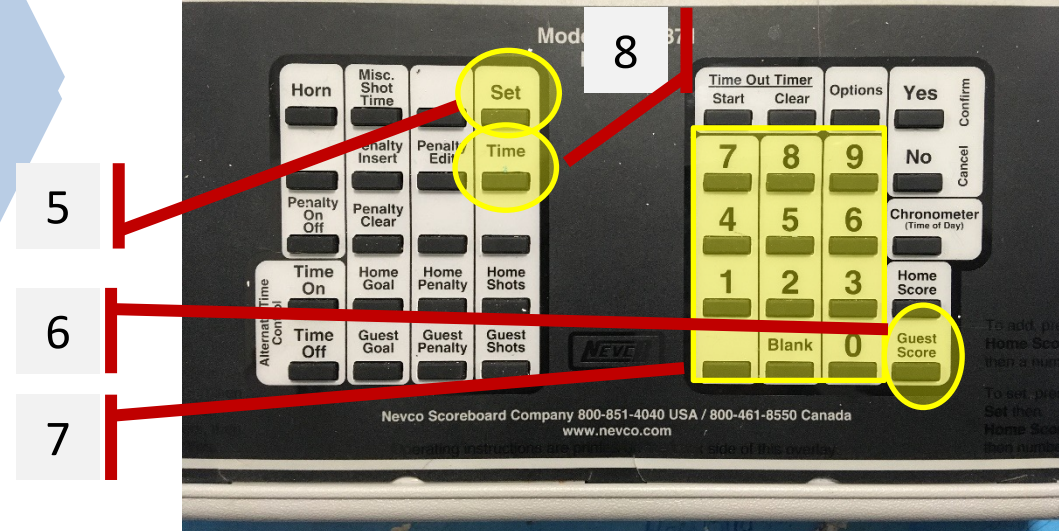 8
5
6
7
Horn
Misc.
Shot
Time
Set
Insert
Time
Penalty
On
Off
Penalty
Clear
Alternate Time
Control
Time
On
Home
Goal
Home
Penalty
Home
Shots
Time
Off
Guest
Goal
Guest
Penalty
Guest
Shots
NEVCO
Time Out Timer
Start
Clear
Options
Yes
Confirm
7
8
9
No
Cancel
4
5
6
Chronometer
(Time of Day)
1
2
3
Home
Score
Blank
0
Guest
Score
Nevco Scoreboard Company 800-851-4040 USA / 800-461-8550 Canada
www.nevco.com
To set,
Set then